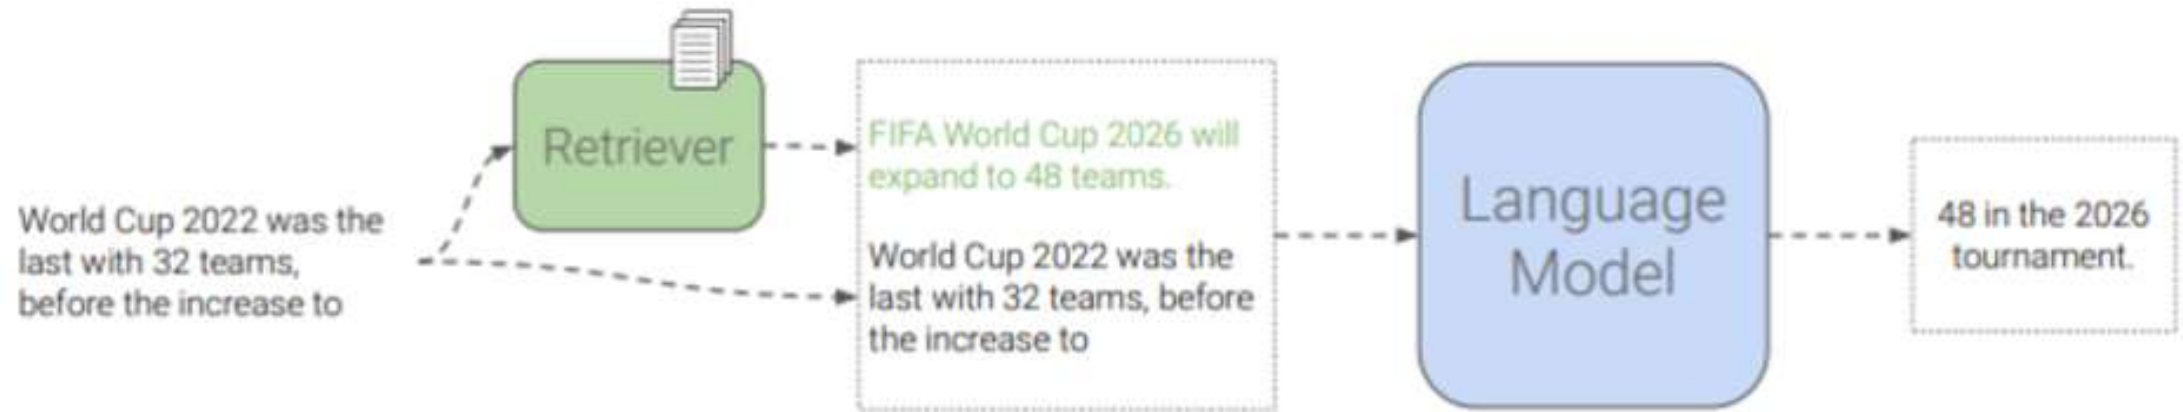 World Cup 2022 was the
last with 32 teams,
before the increase to
Retriever
FIFA World Cup 2026 will
expand to 48 teams.
World Cup 2022 was the
last with 32 teams, before
the increase to
Language
Model
48 in the 2026
tournament.